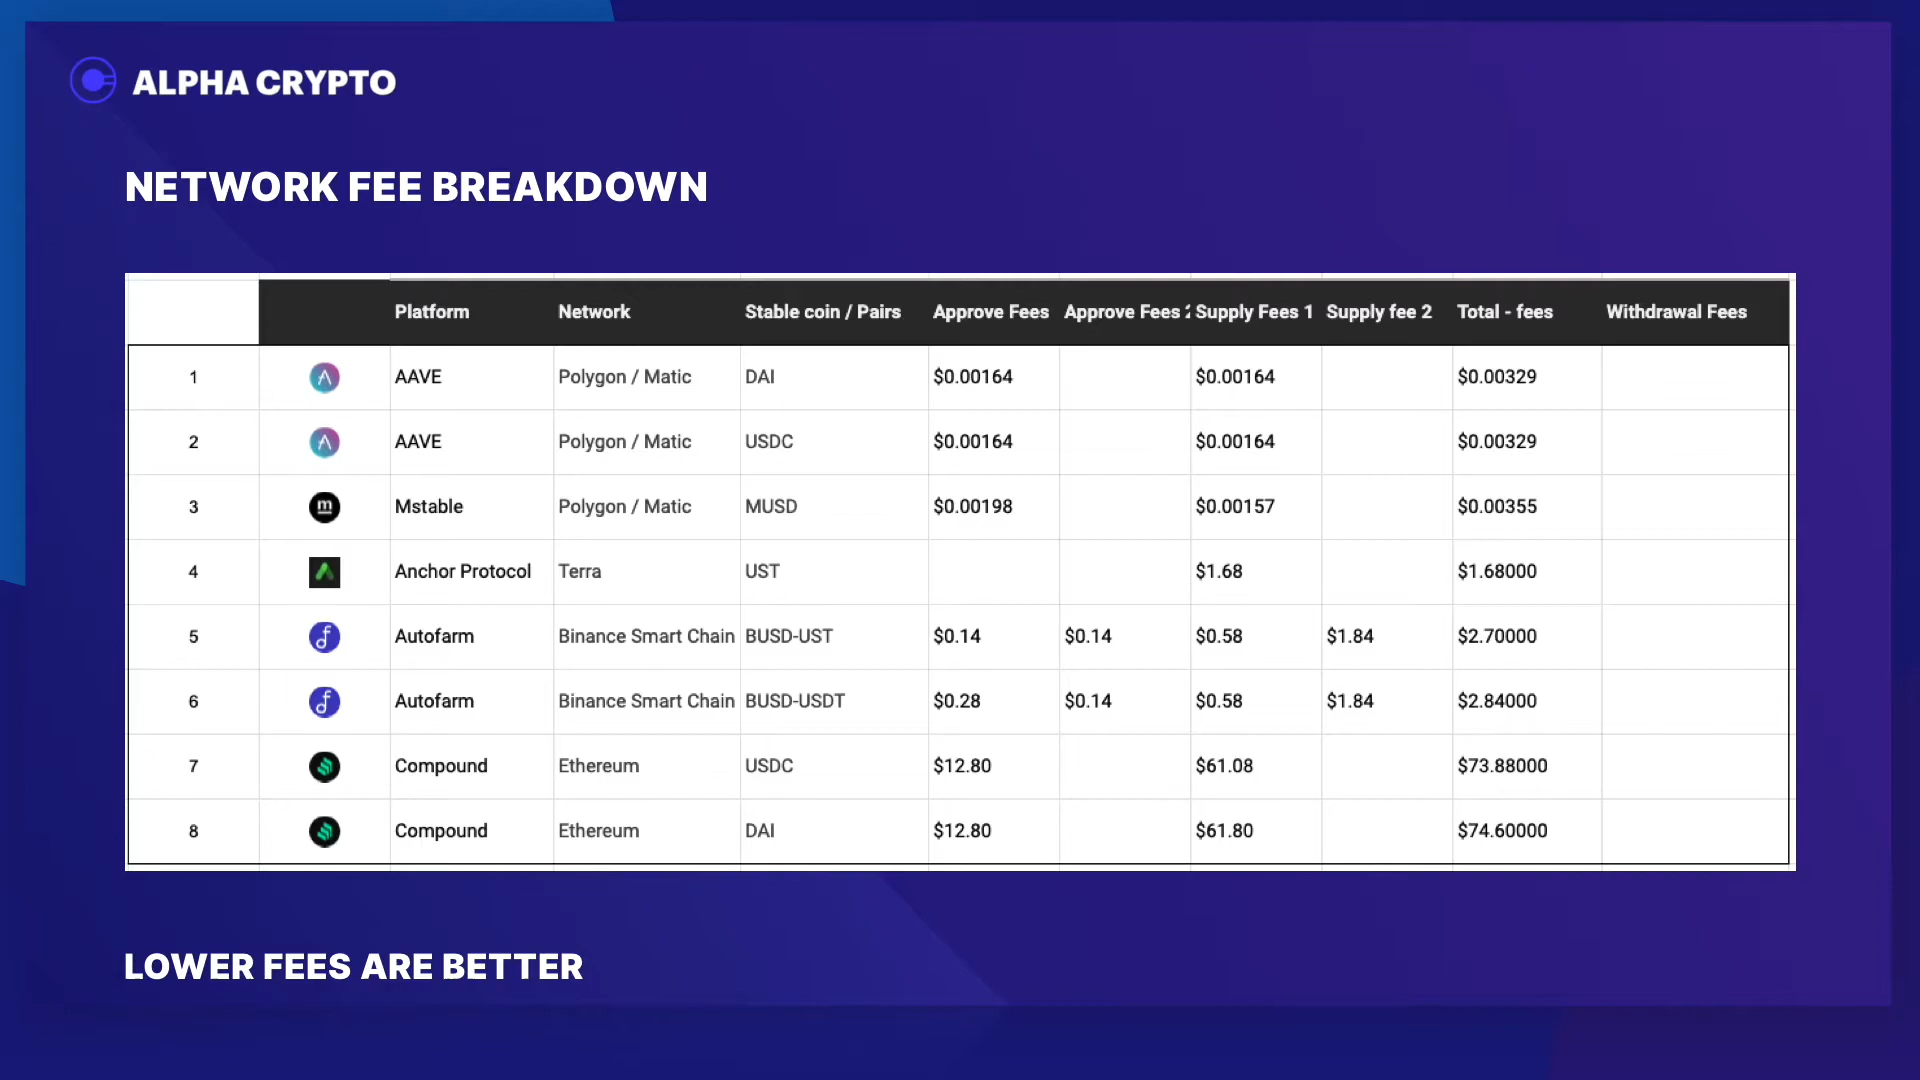 ALPHA CRYPTO
NETWORK FEE BREAKDOWN
Platform Network Stable coin / Pairs Approve Fees Approve Fees 2 Supply Fees 1 Supply fee 2 Total - fees Withdrawal Fees
1 AAVE Polygon / Matic DAI $0.00164 $0.00164 $0.00329
2 AAVE Polygon / Matic USDC $0.00164 $0.00164 $0.00329
3 m Mstable Polygon / Matic MUSD $0.00198 $0.00157 $0.00355
4 Anchor Protocol Terra UST $1.68 $1.68000
5 Autofarm Binance Smart Chain BUSD-UST $0.14 $0.14 $0.58 $1.84 $2.70000
6 Autofarm Binance Smart Chain BUSD-USDT $0.28 $0.14 $0.58 $1.84 $2.84000
7 Compound Ethereum USDC $12.80 $61.08 $73.88000
8 Compound Ethereum DAI $12.80 $61.80 $74.60000
LOWER FEES ARE BETTER